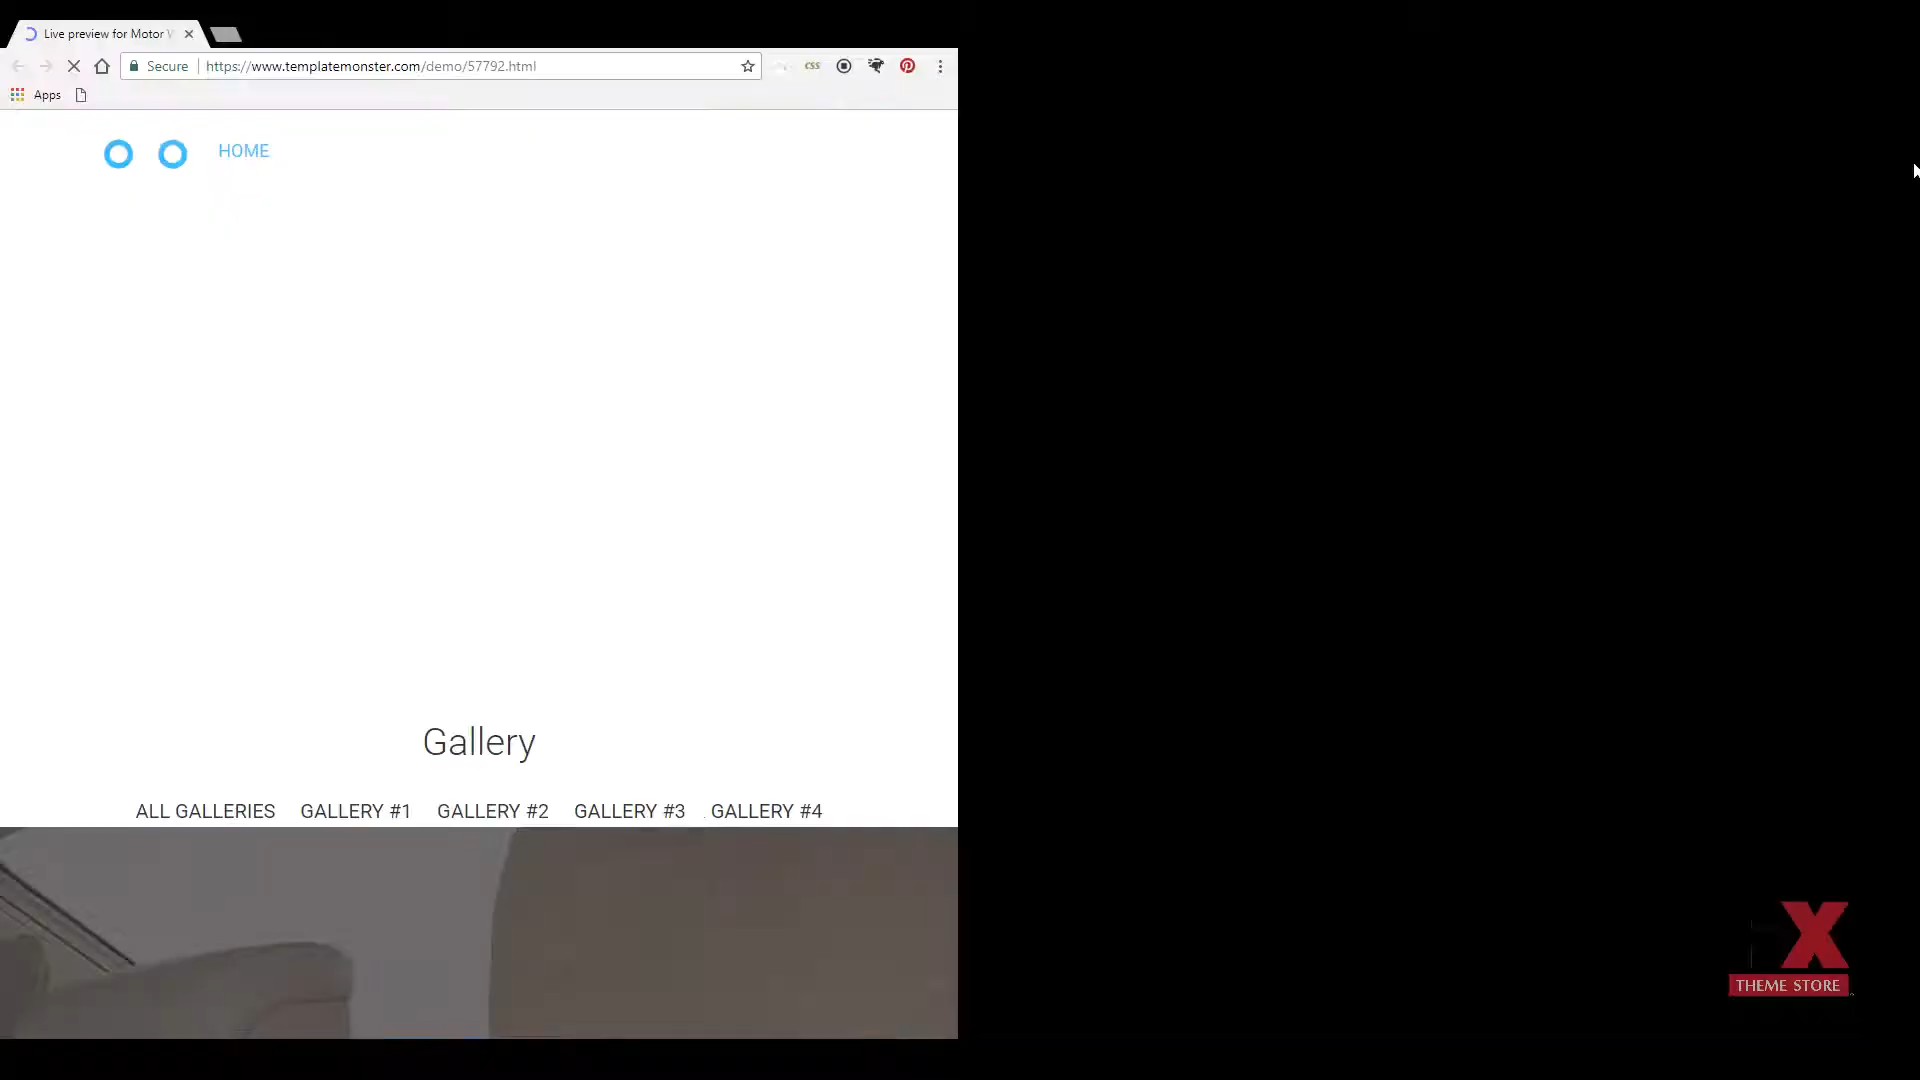 Live preview for Motor
Secure https://www.templatemonster.com/demo/57792.html
css
Apps
HOME
Gallery
ALL GALLERIES GALLERY #1 GALLERY #2 GALLERY #3 GALLERY #4
X
THEME STORE